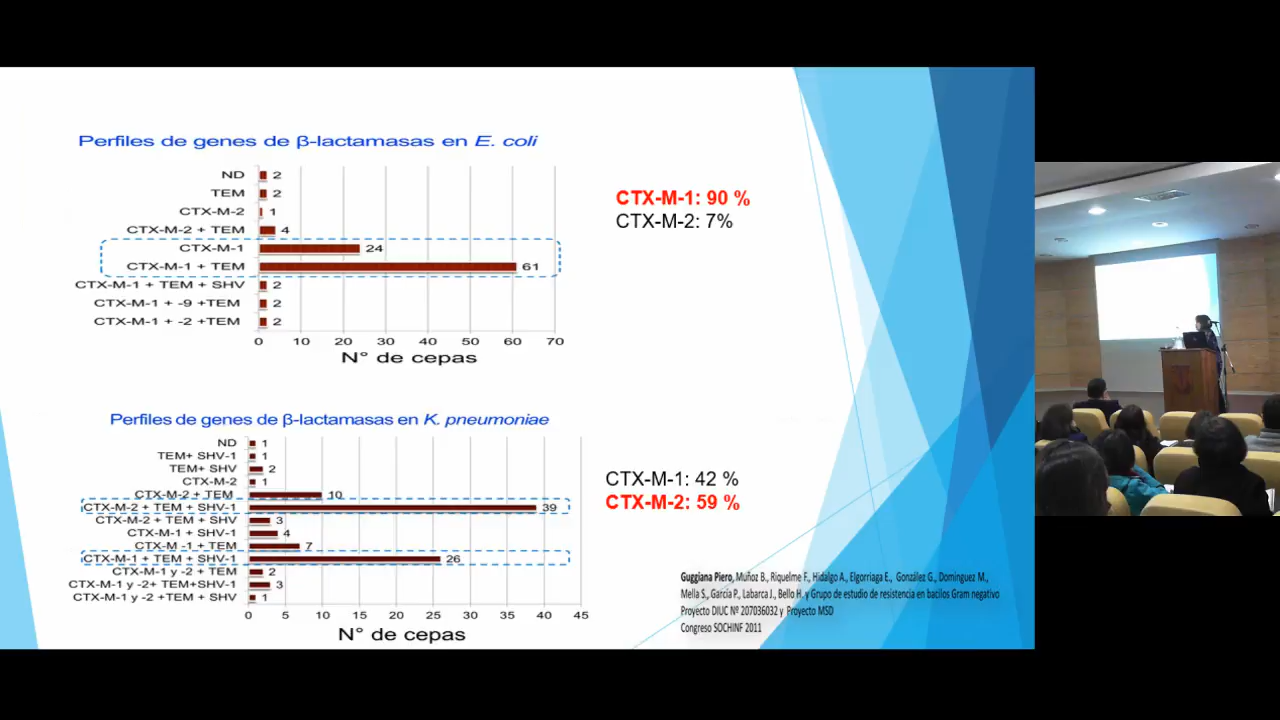 Perfiles de genes de β-lactamasas en E. coli
ND 2
TEM 2
CTX-M-2 1
CTX-M-2 + TEM 4
CTX-M-1 24
CTX-M-1 + TEM 61
CTX-M-1 + TEM + SHV 2
CTX-M-1 + -9 +TEM 2
CTX-M-1 + -2 +TEM 2
0 10 20 30 40 50 60 70
N° de cepas
CTX-M-1: 90 %
CTX-M-2: 7%
Perfiles de genes de β-lactamasas en K. pneumoniae
ND 1
TEM+ SHV-1 1
TEM+ SHV 2
CTX-M-2 1
CTX-M-2 + TEM 10
CTX-M-2 + TEM + SHV-1 39
CTX-M-2 + TEM + SHV 3
CTX-M-1 + SHV-1 4
CTX-M -1 + TEM 7
CTX-M-1 + TEM + SHV-1 26
CTX-M-1 y -2 + TEM 2
CTX-M-1 y -2+ TEM+SHV-1 3
CTX-M-1 y -2 +TEM + SHV 1
0 5 10 15 20 25 30 35 40 45
N° de cepas
CTX-M-1: 42 %
CTX-M-2: 59 %
Guggiana Piero, Muñoz B., Riquelme F., Hidalgo A., Elgorriaga E., González G., Dominguez M.,
Mella S., García P., Labarca J., Bello H. y Grupo de estudio de resistencia en bacilos Gram negativo
Proyecto DIUC Nº 207036032 y Proyecto MSD
Congreso SOCHINF 2011